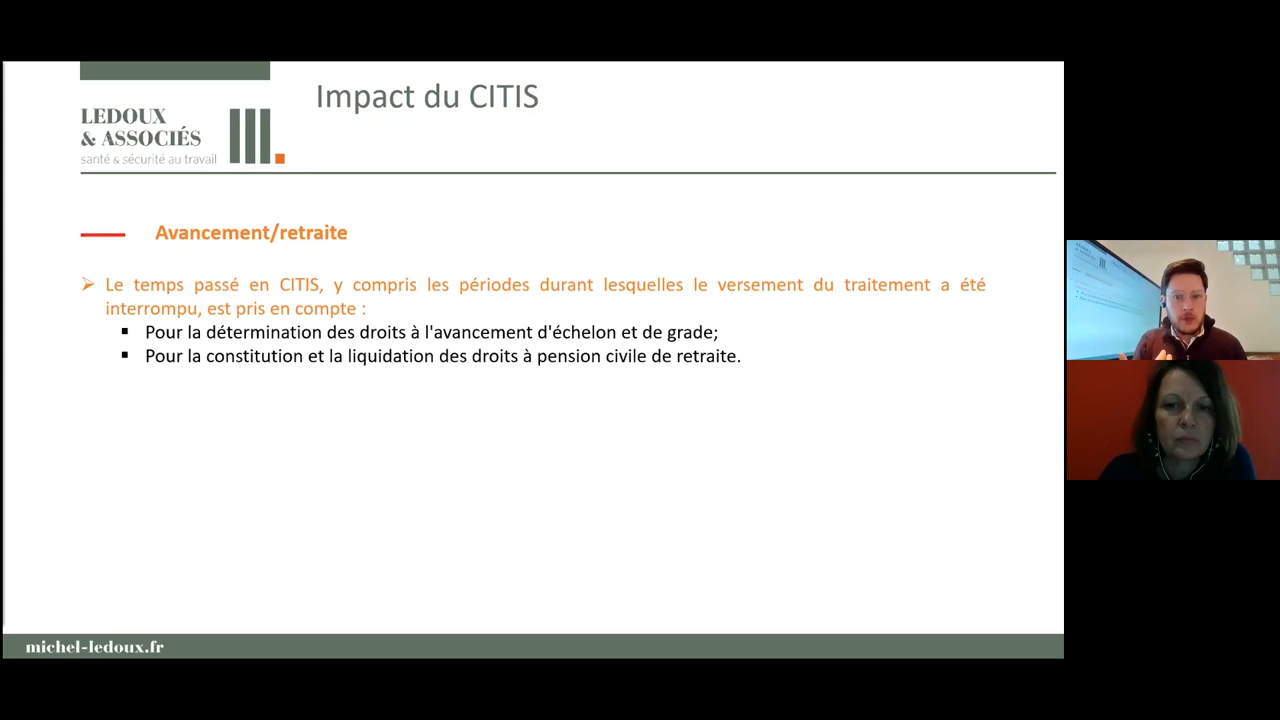 LEDOUX
& ASSOCIÉS
santé & sécurité au travail
Impact du CITIS
Avancement/retraite
➢ Le temps passé en CITIS, y compris les périodes durant lesquelles le versement du traitement a été
interrompu, est pris en compte :
▪ Pour la détermination des droits à l'avancement d'échelon et de grade;
▪ Pour la constitution et la liquidation des droits à pension civile de retraite.
michel-ledoux.fr